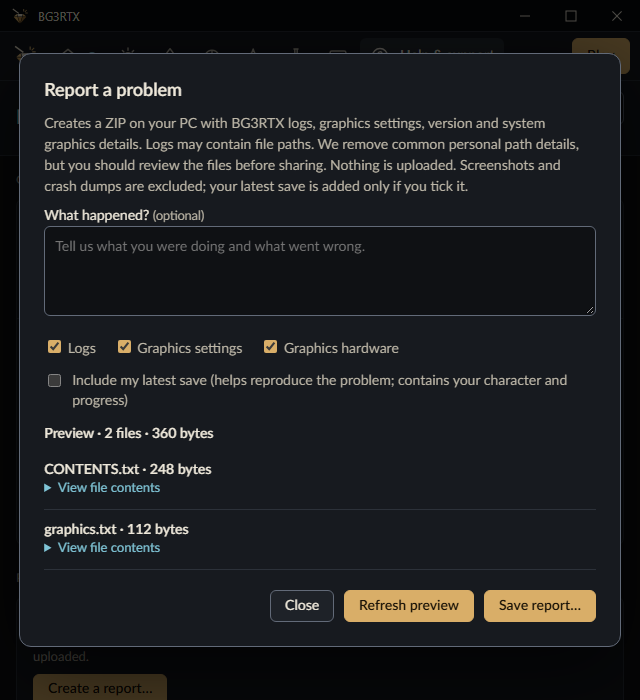 BG3RTX
Report a problem
Creates a ZIP on your PC with BG3RTX logs, graphics settings, version and system
graphics details. Logs may contain file paths. We remove common personal path details,
but you should review the files before sharing. Nothing is uploaded. Screenshots and
crash dumps are excluded; your latest save is added only if you tick it.
What happened? (optional)
Tell us what you were doing and what went wrong.
Logs Graphics settings Graphics hardware
Include my latest save (helps reproduce the problem; contains your character and
progress)
Preview · 2 files · 360 bytes
CONTENTS.txt · 248 bytes
View file contents
graphics.txt · 112 bytes
View file contents
Close Refresh preview Save report...
uploaded.
Create a report...